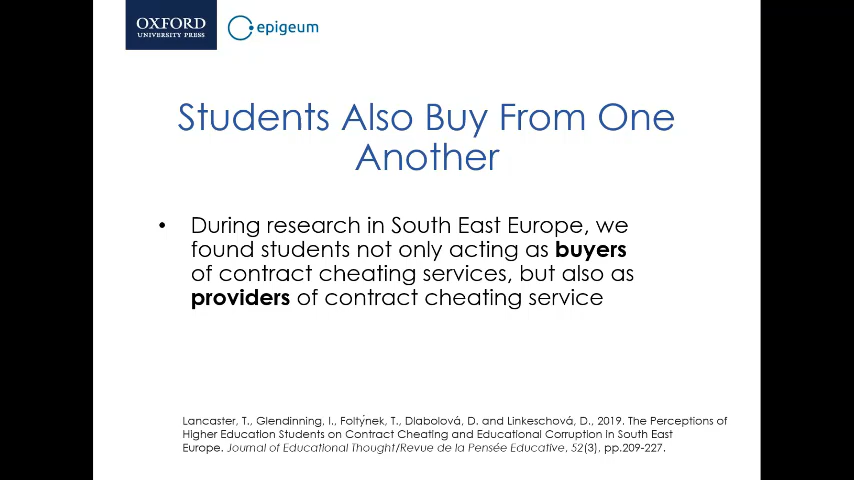 OXFORD
UNIVERSITY PRESS
epigeum
Students Also Buy From One
Another
• During research in South East Europe, we
found students not only acting as buyers
of contract cheating services, but also as
providers of contract cheating service
Lancaster, T., Glendinning, I., Foltýnek, T., Dlabolová, D. and Linkeschová, D., 2019. The Perceptions of
Higher Education Students on Contract Cheating and Educational Corruption in South East
Europe. Journal of Educational Thought/Revue de la Pensée Educative, 52(3), pp.209-227.